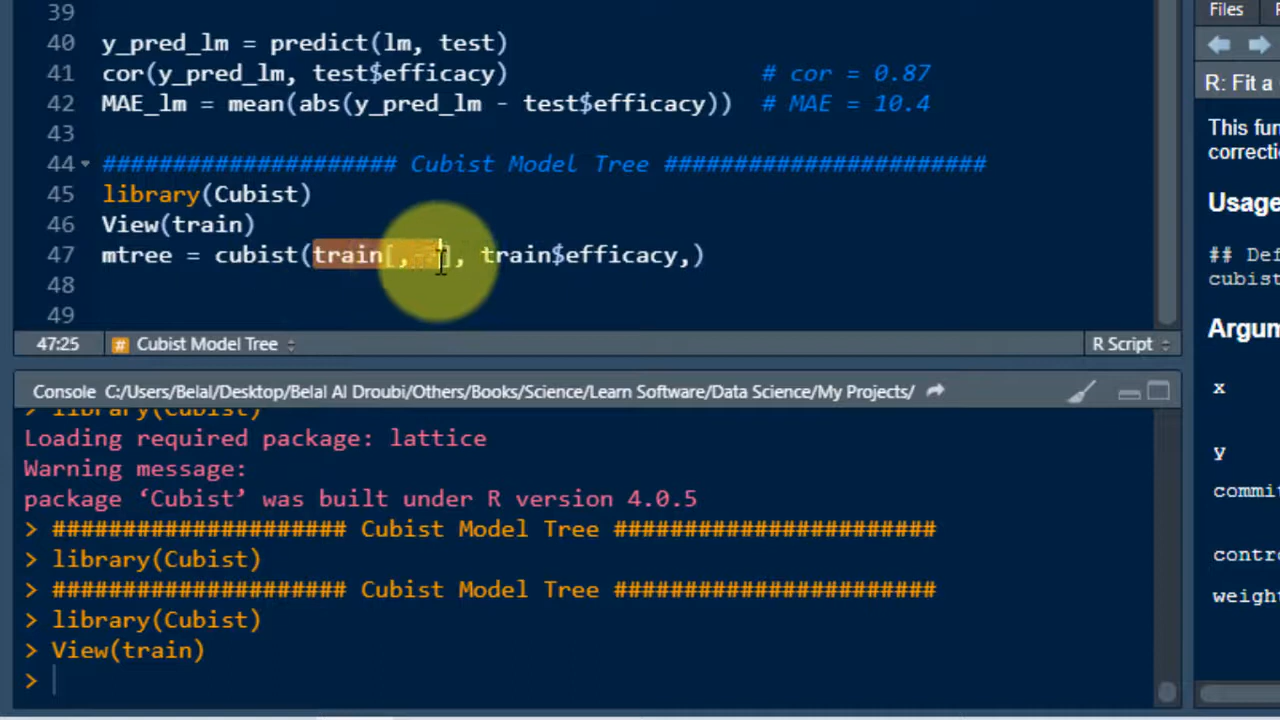 39
40 y_pred_lm = predict(lm, test)
41 cor(y_pred_lm, test$efficacy) # cor = 0.87
42 MAE_lm = mean(abs(y_pred_lm - test$efficacy)) # MAE = 10.4
43
44 ##################### Cubist Model Tree #######################
45 library(Cubist)
46 View(train)
47 mtree = cubist(train[, ], train$efficacy,)
48
49
47:25 # Cubist Model Tree R Script
Console C:/Users/Belal/Desktop/Belal Al Droubi/Others/Books/Science/Learn Software/Data Science/My Projects/
> library(Cubist)
Loading required package: lattice
Warning message:
package ‘Cubist’ was built under R version 4.0.5
> ##################### Cubist Model Tree #######################
> library(Cubist)
> ##################### Cubist Model Tree #######################
> library(Cubist)
> View(train)
>
Files
R: Fit a
This fun
correctio
Usage
## Def
cubist
Argum
x
y
commit
contro
weight